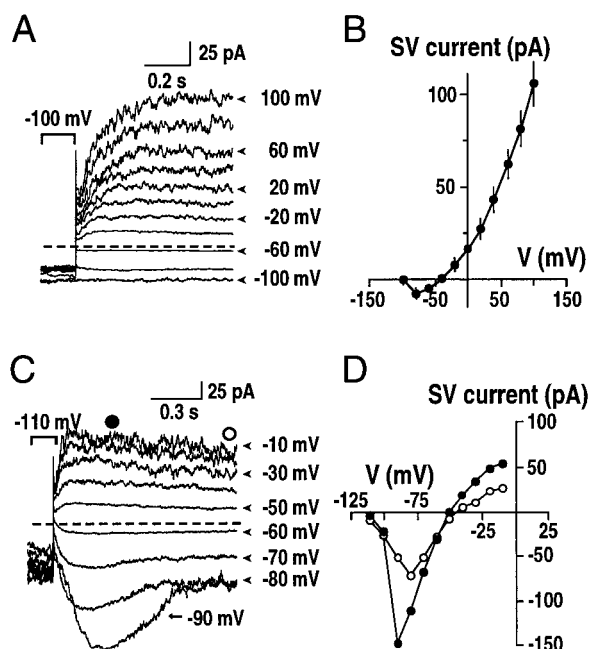 A
25 pA
0.2 s
-100 mV
100 mV
60 mV
20 mV
-20 mV
-60 mV
-100 mV
B
SV current (pA)
100
50
V (mV)
-150 -50 50 150
C
25 pA
0.3 s
-110 mV
-10 mV
-30 mV
-50 mV
-60 mV
-70 mV
-80 mV
-90 mV
D
SV current (pA)
100
50
V (mV)
-125 -75 -25 25
-50
-100
-150